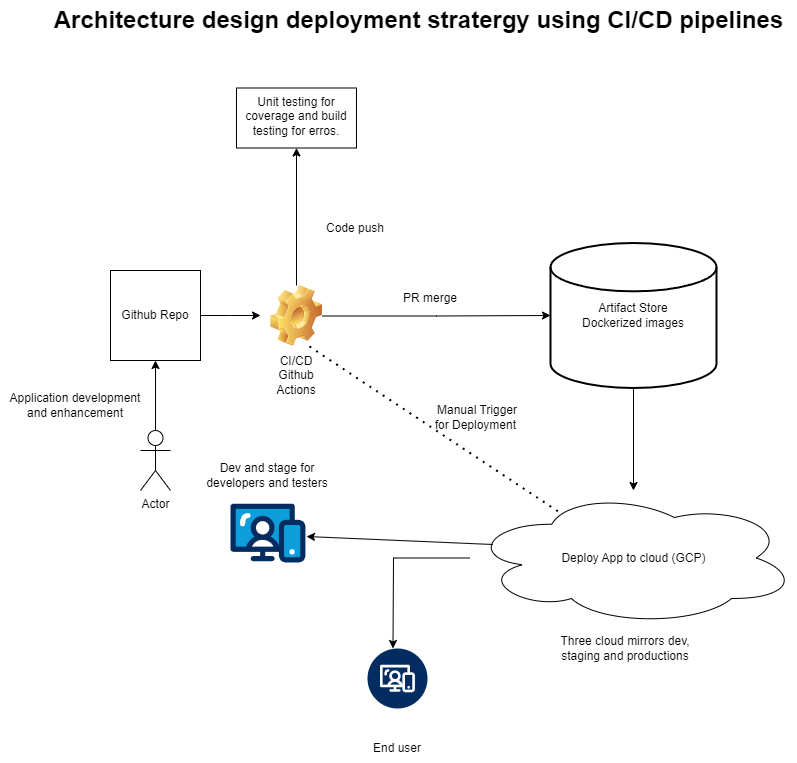 Architecture design deployment stratergy using CI/CD pipelines
Unit testing for
coverage and build
testing for erros.
Code push
Github Repo
PR merge
Artifact Store
Dockerized images
CI/CD
Github
Actions
Application development
and enhancement
Manual Trigger
for Deployment
Actor
Dev and stage for
developers and testers
Deploy App to cloud (GCP)
Three cloud mirrors dev,
staging and productions
End user